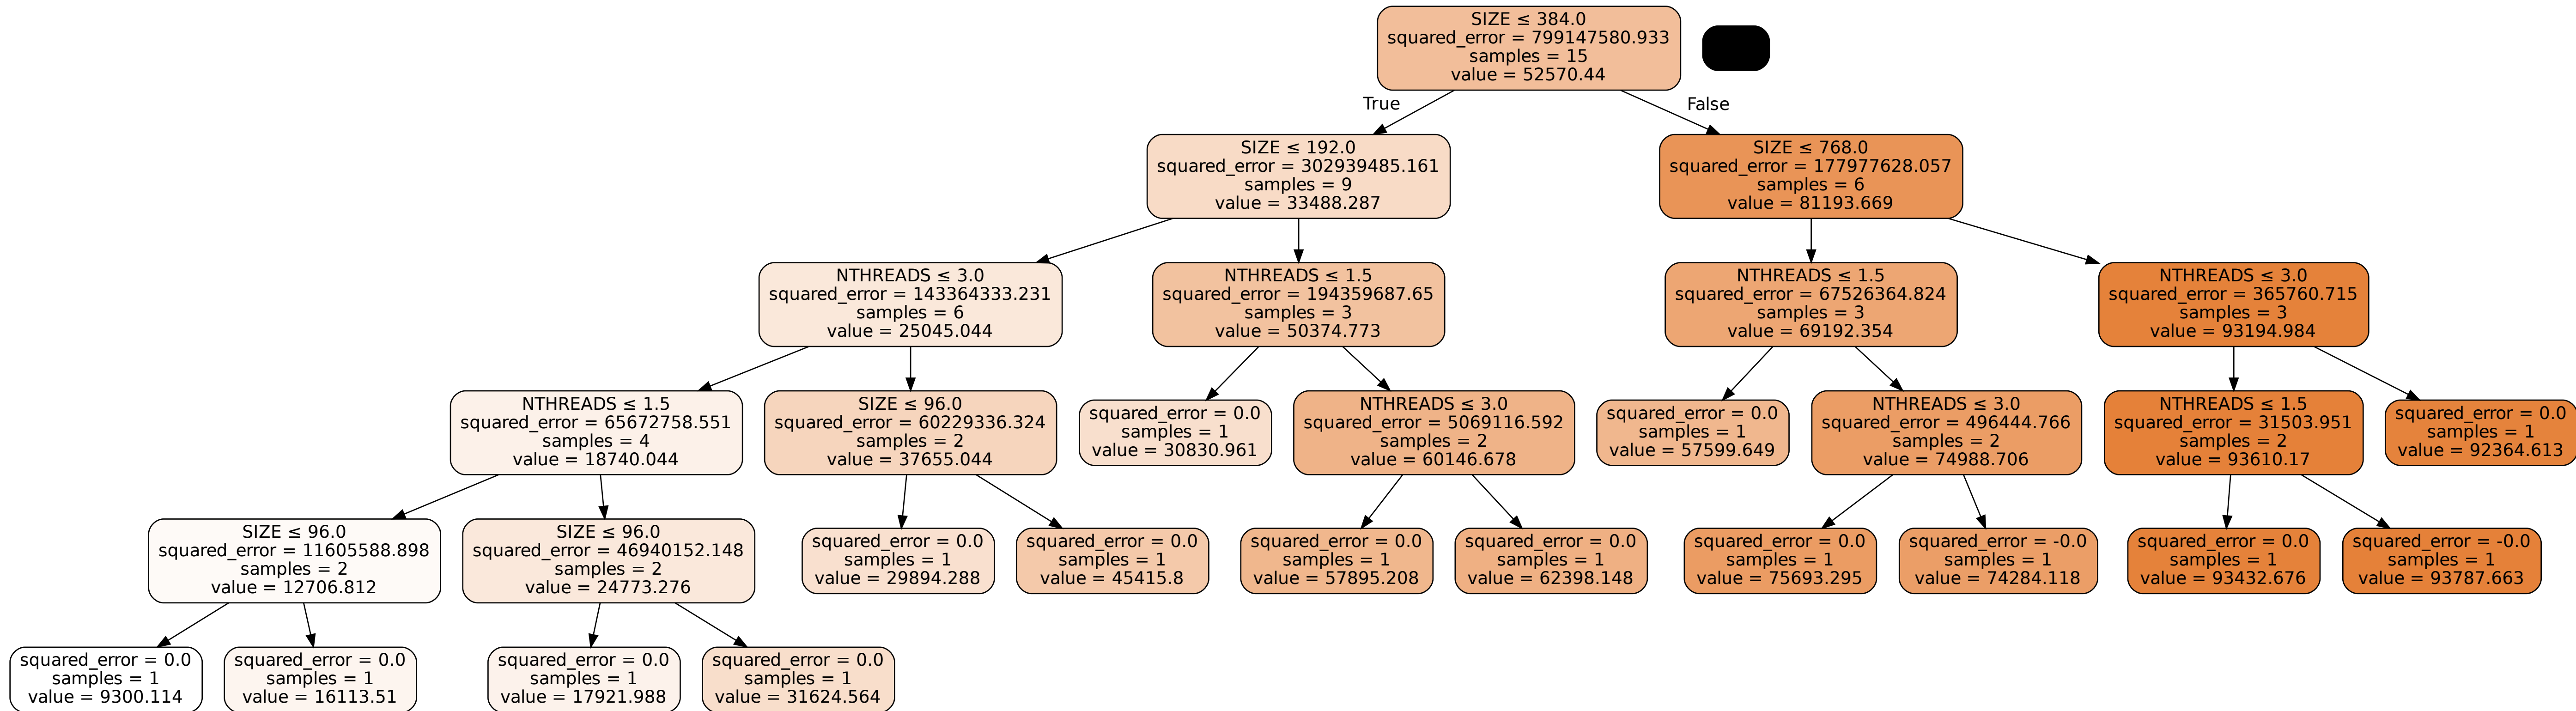 SIZE ≤ 384.0
squared_error = 799147580.933
samples = 15
value = 52570.44
True
False
SIZE ≤ 192.0
squared_error = 302939485.161
samples = 9
value = 33488.287
SIZE ≤ 768.0
squared_error = 177977628.057
samples = 6
value = 81193.669
NTHREADS ≤ 3.0
squared_error = 143364333.231
samples = 6
value = 25045.044
NTHREADS ≤ 1.5
squared_error = 194359687.65
samples = 3
value = 50374.773
NTHREADS ≤ 1.5
squared_error = 67526364.824
samples = 3
value = 69192.354
NTHREADS ≤ 3.0
squared_error = 365760.715
samples = 3
value = 93194.984
NTHREADS ≤ 1.5
squared_error = 65672758.551
samples = 4
value = 18740.044
SIZE ≤ 96.0
squared_error = 60229336.324
samples = 2
value = 37655.044
squared_error = 0.0
samples = 1
value = 30830.961
NTHREADS ≤ 3.0
squared_error = 5069116.592
samples = 2
value = 60146.678
squared_error = 0.0
samples = 1
value = 57599.649
NTHREADS ≤ 3.0
squared_error = 496444.766
samples = 2
value = 74988.706
NTHREADS ≤ 1.5
squared_error = 31503.951
samples = 2
value = 93610.17
squared_error = 0.0
samples = 1
value = 92364.613
SIZE ≤ 96.0
squared_error = 11605588.898
samples = 2
value = 12706.812
SIZE ≤ 96.0
squared_error = 46940152.148
samples = 2
value = 24773.276
squared_error = 0.0
samples = 1
value = 29894.288
squared_error = 0.0
samples = 1
value = 45415.8
squared_error = 0.0
samples = 1
value = 57895.208
squared_error = 0.0
samples = 1
value = 62398.148
squared_error = 0.0
samples = 1
value = 75693.295
squared_error = -0.0
samples = 1
value = 74284.118
squared_error = 0.0
samples = 1
value = 93432.676
squared_error = -0.0
samples = 1
value = 93787.663
squared_error = 0.0
samples = 1
value = 9300.114
squared_error = 0.0
samples = 1
value = 16113.51
squared_error = 0.0
samples = 1
value = 17921.988
squared_error = 0.0
samples = 1
value = 31624.564